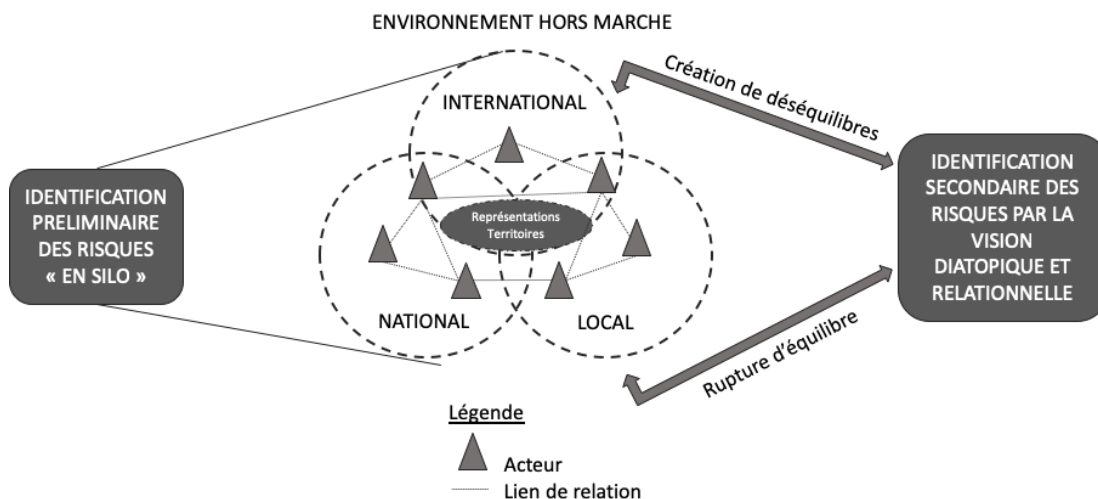 ENVIRONNEMENT HORS MARCHE
INTERNATIONAL
Création de déséquilibres
IDENTIFICATION
PRELIMINAIRE
DES RISQUES
« EN SILO »
Représentations
Territoires
NATIONAL
LOCAL
IDENTIFICATION
SECONDAIRE DES
RISQUES PAR LA
VISION
DIATOPIQUE ET
RELATIONNELLE
Rupture d'équilibre
Légende
Acteur
Lien de relation